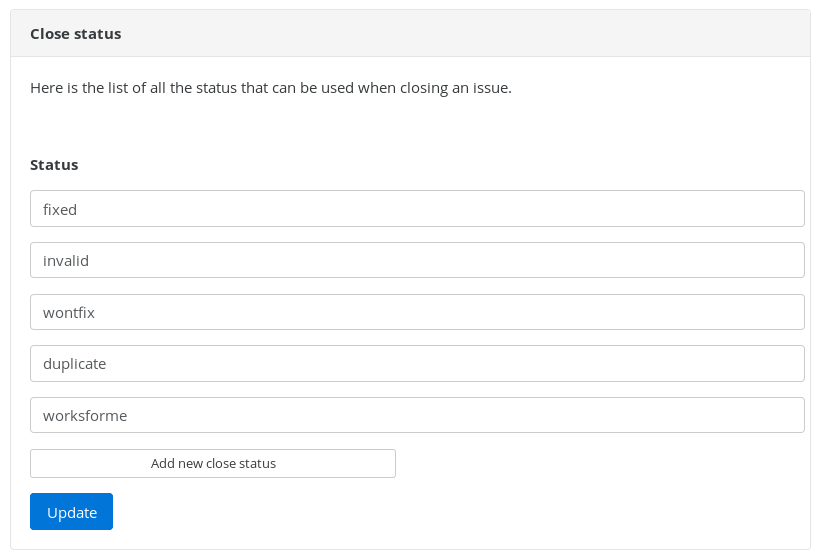 Close status
Here is the list of all the status that can be used when closing an issue.
Status
fixed
invalid
wontfix
duplicate
worksforme
Add new close status
Update